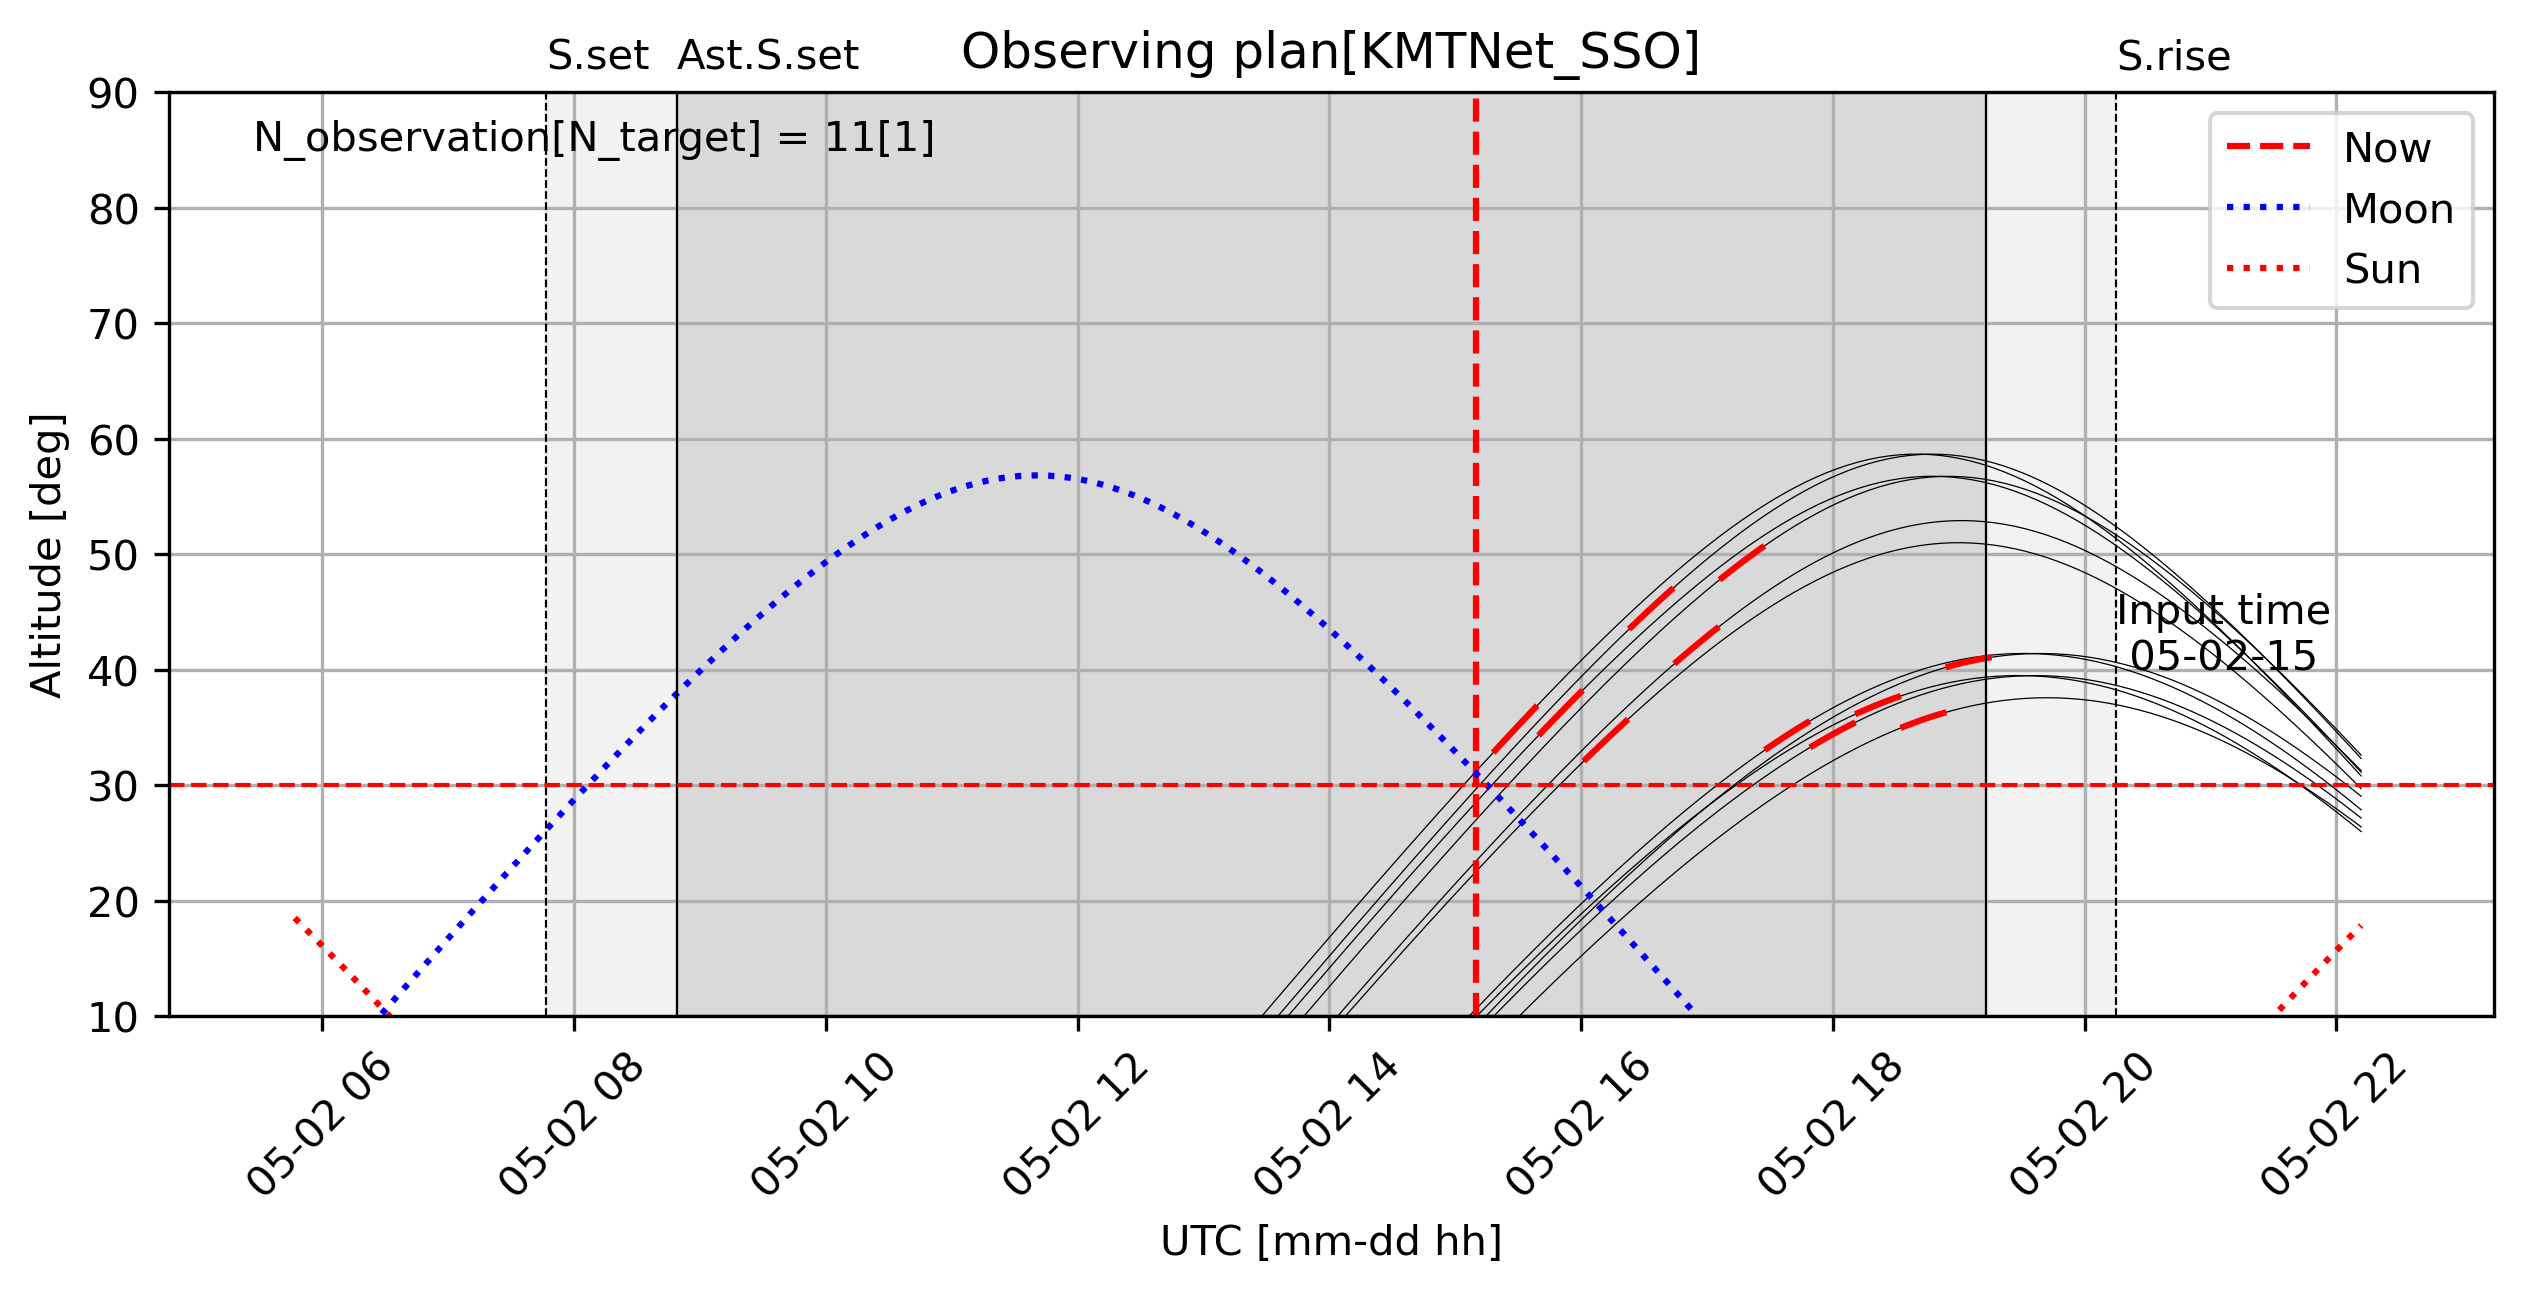 S.set
Ast.S.set
Observing plan[KMTNet_SSO]
S.rise
N_observation[N_target] = 11[1]
Now
Moon
Sun
90
80
70
60
50
40
30
20
10
Altitude [deg]
Input time
05-02-15
05-02 06
05-02 08
05-02 10
05-02 12
05-02 14
05-02 16
05-02 18
05-02 20
05-02 22
UTC [mm-dd hh]